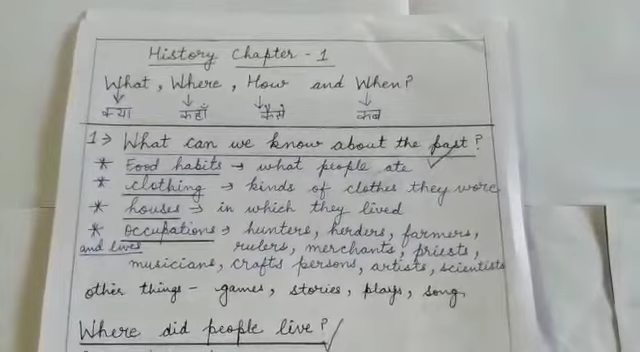 History Chapter - 1
What, Where, How and When?
क्या कहाँ कैसे कब
1→ What can we know about the past?
* Food habits → what people ate
* clothing → kinds of clothes they wore
* houses → in which they lived
* occupations → hunters, herders, farmers,
and lives rulers, merchants, priests,
musicians, crafts persons, artists, scientists
other things - games, stories, plays, song
Where did people live?